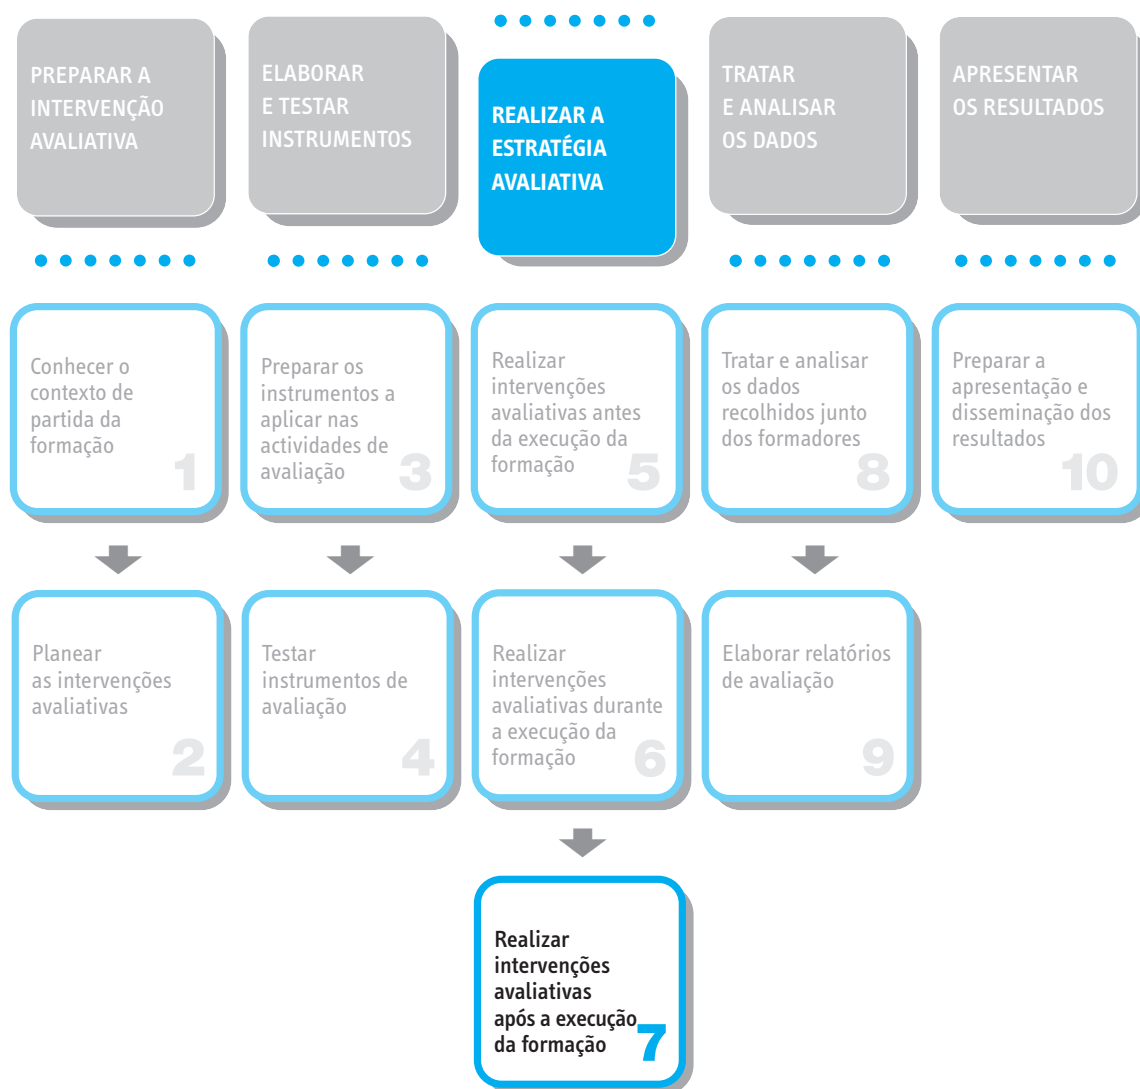 PREPARAR A
INTERVENÇÃO
AVALIATIVA
ELABORAR
E TESTAR
INSTRUMENTOS
REALIZAR A
ESTRATÉGIA
AVALIATIVA
TRATAR
E ANALISAR
OS DADOS
APRESENTAR
OS RESULTADOS
Conhecer o
contexto de
partida da
formação
1
Preparar os
instrumentos a
aplicar nas
actividades de
avaliação
3
Realizar
intervenções
avaliativas antes
da execução da
formação
5
Tratar e analisar
os dados
recolhidos junto
dos formadores
8
Preparar a
apresentação e
disseminação dos
resultados
10
Planear
as intervenções
avaliativas
2
Testar
instrumentos de
avaliação
4
Realizar
intervenções
avaliativas durante
a execução da
formação
6
Elaborar relatórios
de avaliação
9
Realizar
intervenções
avaliativas
após a execução
da formação
7